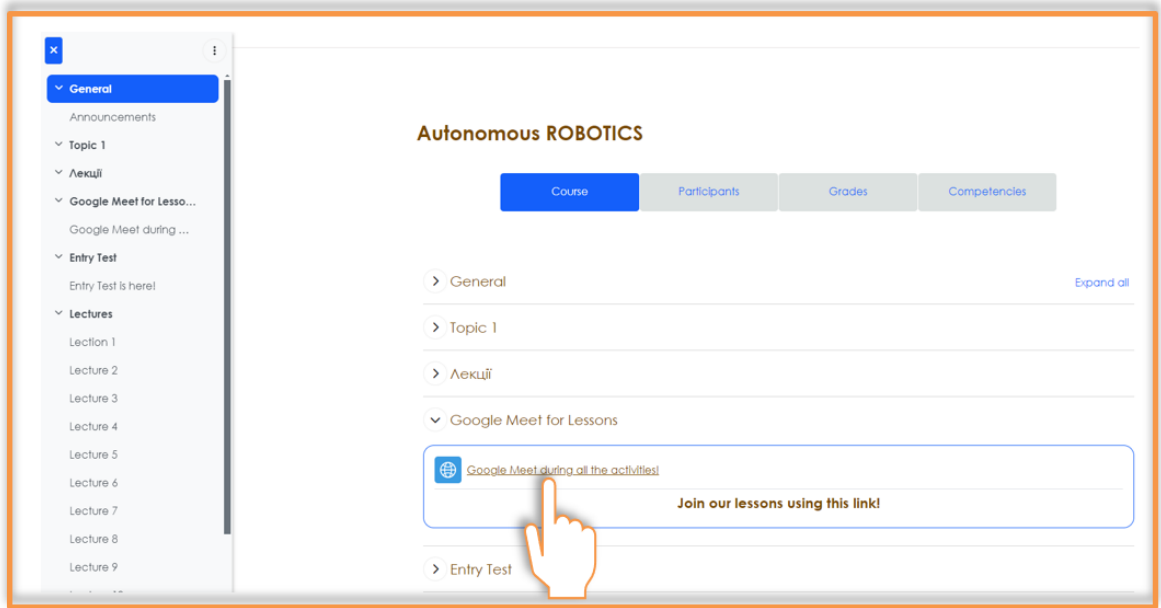 General
Announcements
Topic 1
Лекції
Google Meet for Lesso...
Google Meet during ...
Entry Test
Entry Test is here!
Lectures
Lection 1
Lecture 2
Lecture 3
Lecture 4
Lecture 5
Lecture 6
Lecture 7
Lecture 8
Lecture 9
Autonomous ROBOTICS
Course
Participants
Grades
Competencies
General
Expand all
Topic 1
Лекції
Google Meet for Lessons
Google Meet during all the activities!
Join our lessons using this link!
Entry Test